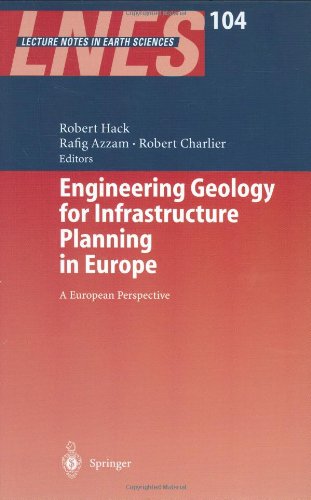 LNES
104
LECTURE NOTES IN EARTH SCIENCES
Robert Hack
Rafig Azzam · Robert Charlier
Editors
Engineering Geology
for Infrastructure
Planning
in Europe
A European Perspective
Springer